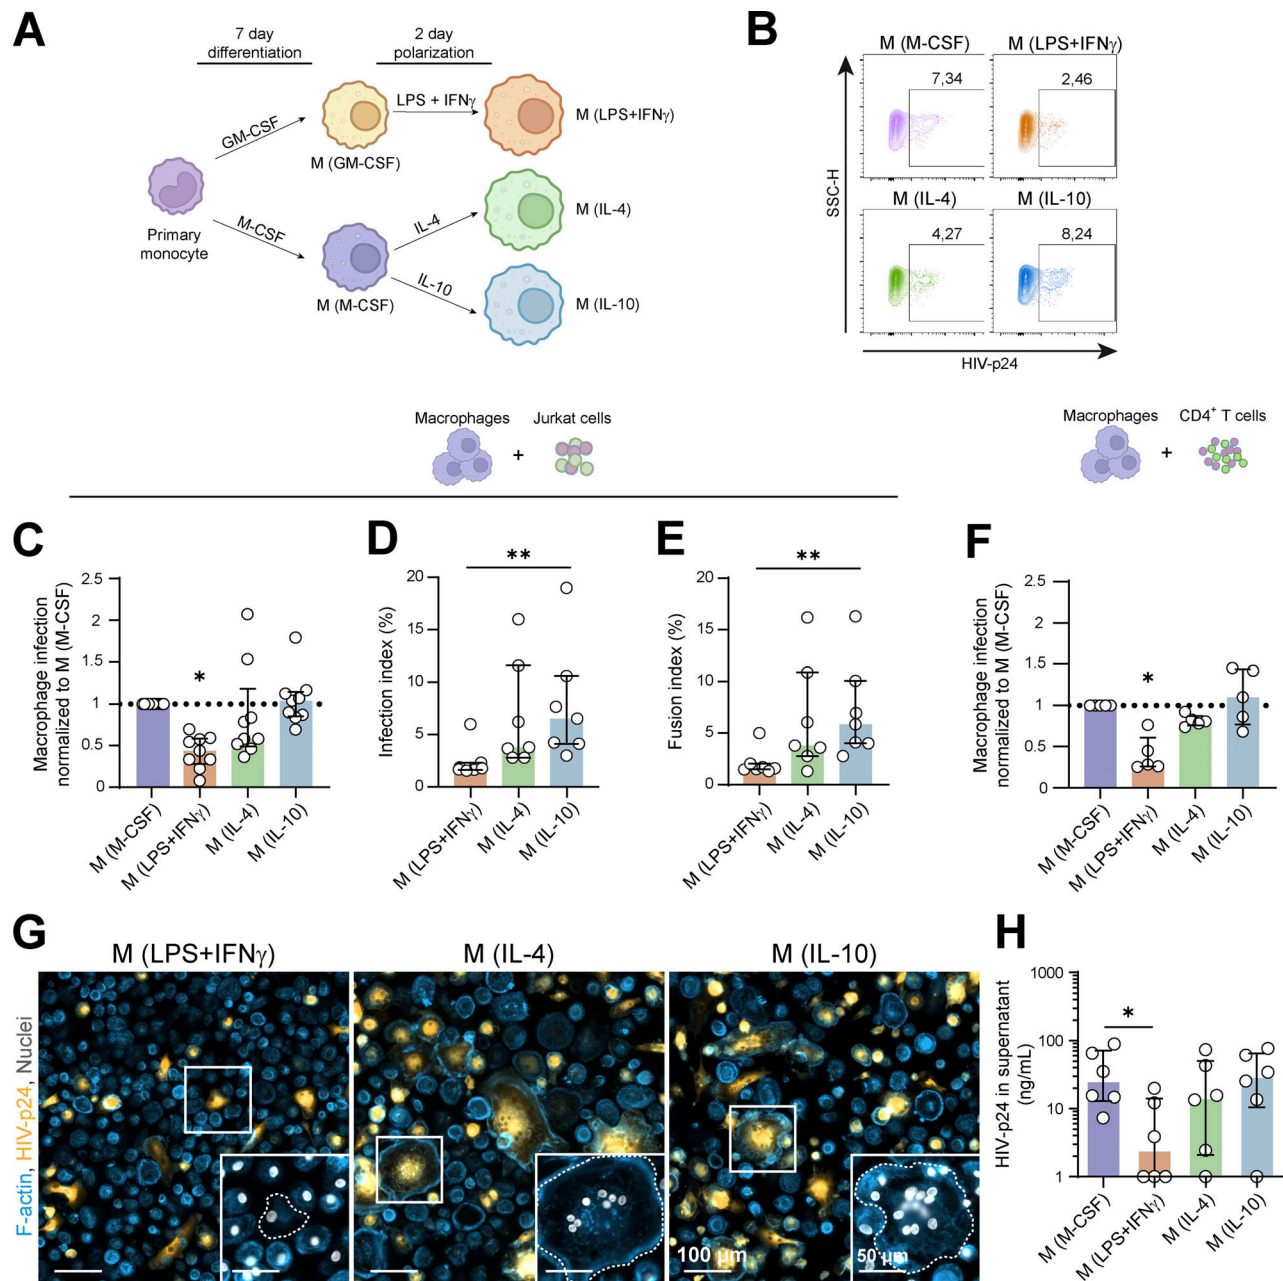 A
7 day
differentiation
2 day
polarization
GM-CSF
LPS + IFNγ
M (GM-CSF)
M (LPS+IFNγ)
Primary
monocyte
M-CSF
M (M-CSF)
IL-4
M (IL-4)
IL-10
M (IL-10)
B
M (M-CSF)
M (LPS+IFNγ)
7,34
2,46
M (IL-4)
M (IL-10)
4,27
8,24
SSC-H
HIV-p24
Macrophages
+
Jurkat cells
Macrophages
+
CD4⁺ T cells
C
Macrophage infection
normalized to M (M-CSF)
2.5
2
1.5
1
0.5
0
*
M (M-CSF)
M (LPS+IFNγ)
M (IL-4)
M (IL-10)
D
Infection index (%)
20
15
10
5
0
**
M (LPS+IFNγ)
M (IL-4)
M (IL-10)
E
Fusion index (%)
20
15
10
5
0
**
M (LPS+IFNγ)
M (IL-4)
M (IL-10)
F
Macrophage infection
normalized to M (M-CSF)
2.5
2
1.5
1
0.5
0
*
M (M-CSF)
M (LPS+IFNγ)
M (IL-4)
M (IL-10)
G
M (LPS+IFNγ)
M (IL-4)
M (IL-10)
F-actin, HIV-p24, Nuclei
100 µm
50 µm
H
HIV-p24 in supernatant
(ng/mL)
1000
100
10
1
*
M (M-CSF)
M (LPS+IFNγ)
M (IL-4)
M (IL-10)